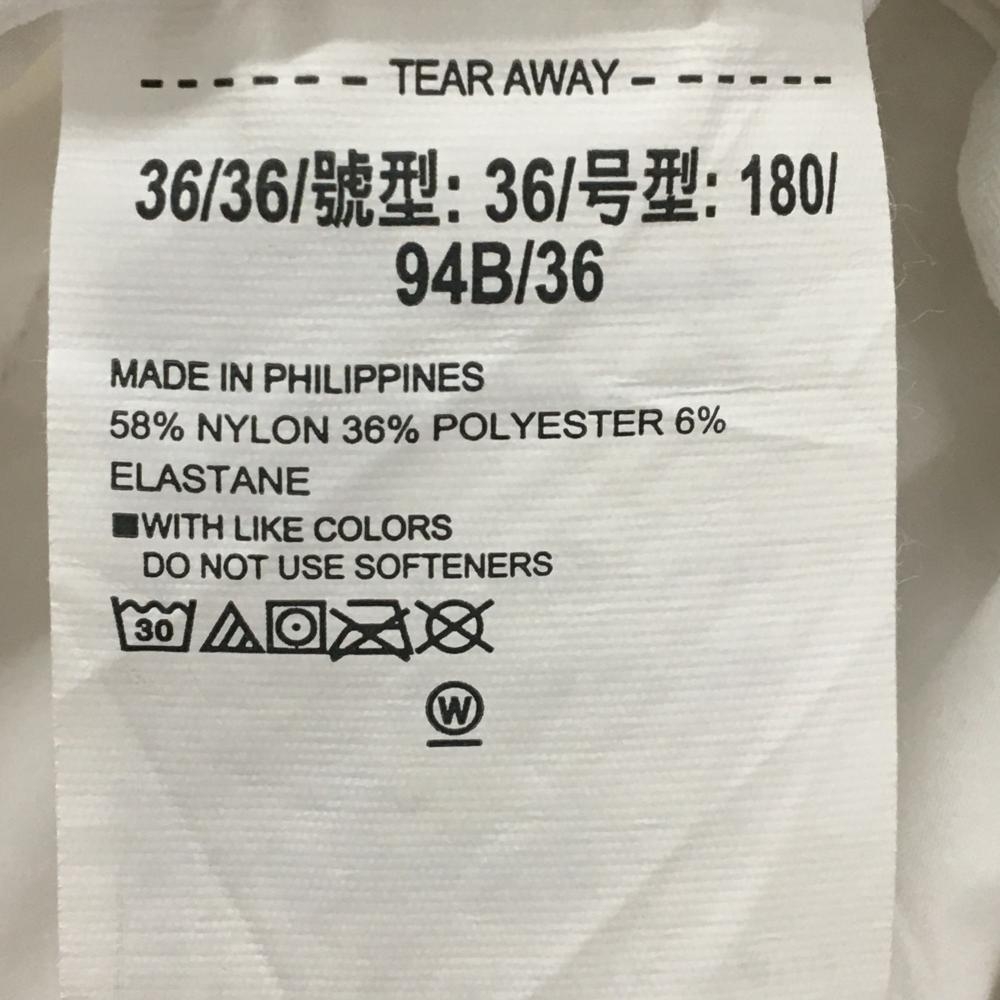 ------ TEAR AWAY ------
36/36/號型: 36/号型: 180/
94B/36
MADE IN PHILIPPINES
58% NYLON 36% POLYESTER 6%
ELASTANE
■WITH LIKE COLORS
DO NOT USE SOFTENERS
30
W